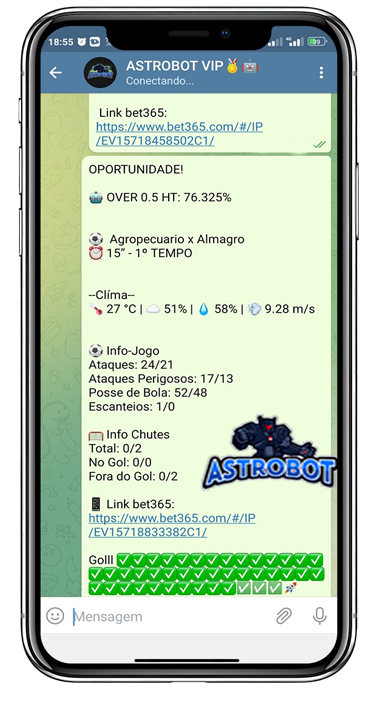 18:55
ASTROBOT VIP🥇🤖
Conectando...
Link bet365:
https://www.bet365.com/#/IP
/EV15718458502C1/
OPORTUNIDADE!
🤖 OVER 0.5 HT: 76.325%
⚽ Agropecuario x Almagro
⏰ 15” - 1º TEMPO
--Clíma--
🌡️ 27 °C | ☁️ 51% | 💧 58% | 💨 9.28 m/s
⚽ Info-Jogo
Ataques: 24/21
Ataques Perigosos: 17/13
Posse de Bola: 52/48
Escanteios: 1/0
🥅 Info Chutes
Total: 0/2
No Gol: 0/0
Fora do Gol: 0/2
ASTROBOT
📱 Link bet365:
https://www.bet365.com/#/IP
/EV15718833382C1/
Golll
Mensagem